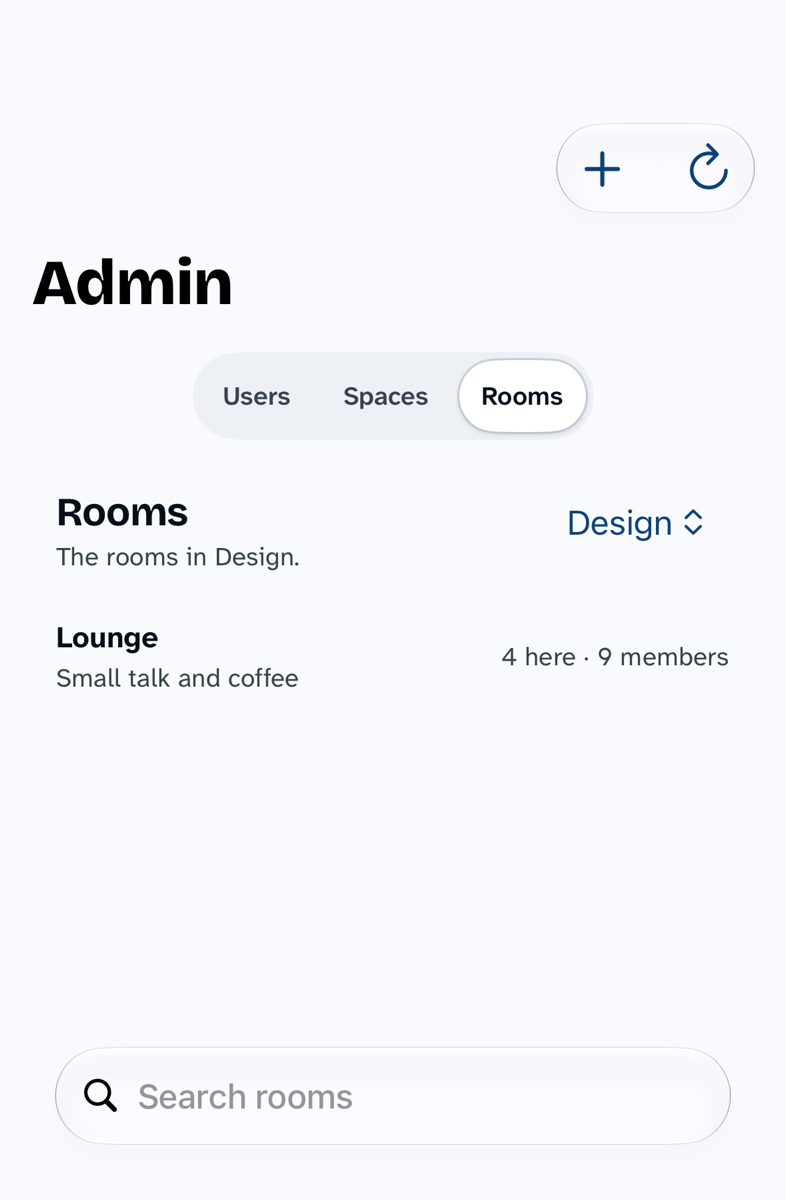 Admin
Users Spaces Rooms
Rooms
Design
The rooms in Design.
Lounge
Small talk and coffee
4 here · 9 members
Search rooms